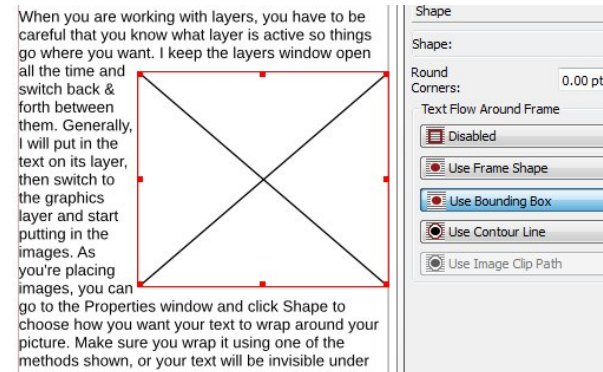 When you are working with layers, you have to be
careful that you know what layer is active so things
go where you want. I keep the layers window open
all the time and
switch back &
forth between
them. Generally,
I will put in the
text on its layer,
then switch to
the graphics
layer and start
putting in the
images. As
you're placing
images, you can
go to the Properties window and click Shape to
choose how you want your text to wrap around your
picture. Make sure you wrap it using one of the
methods shown, or your text will be invisible under
Shape
Shape:
Round
Corners:
0.00 pt
Text Flow Around Frame
Disabled
Use Frame Shape
Use Bounding Box
Use Contour Line
Use Image Clip Path